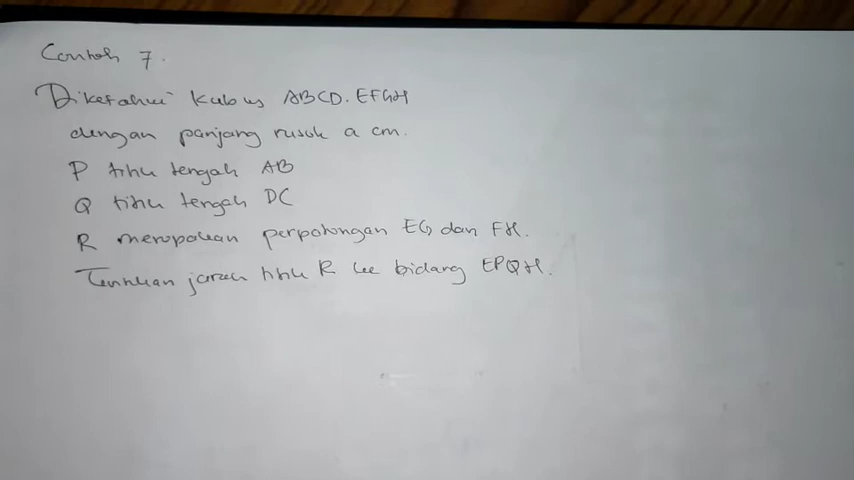 Contoh 7.
Diketahui kubus ABCD.EFGH
dengan panjang rusuk a cm.
P titik tengah AB
Q titik tengah DC
R merupakan perpotongan EG dan FH.
Tentukan jarak titik R ke bidang EPQH.